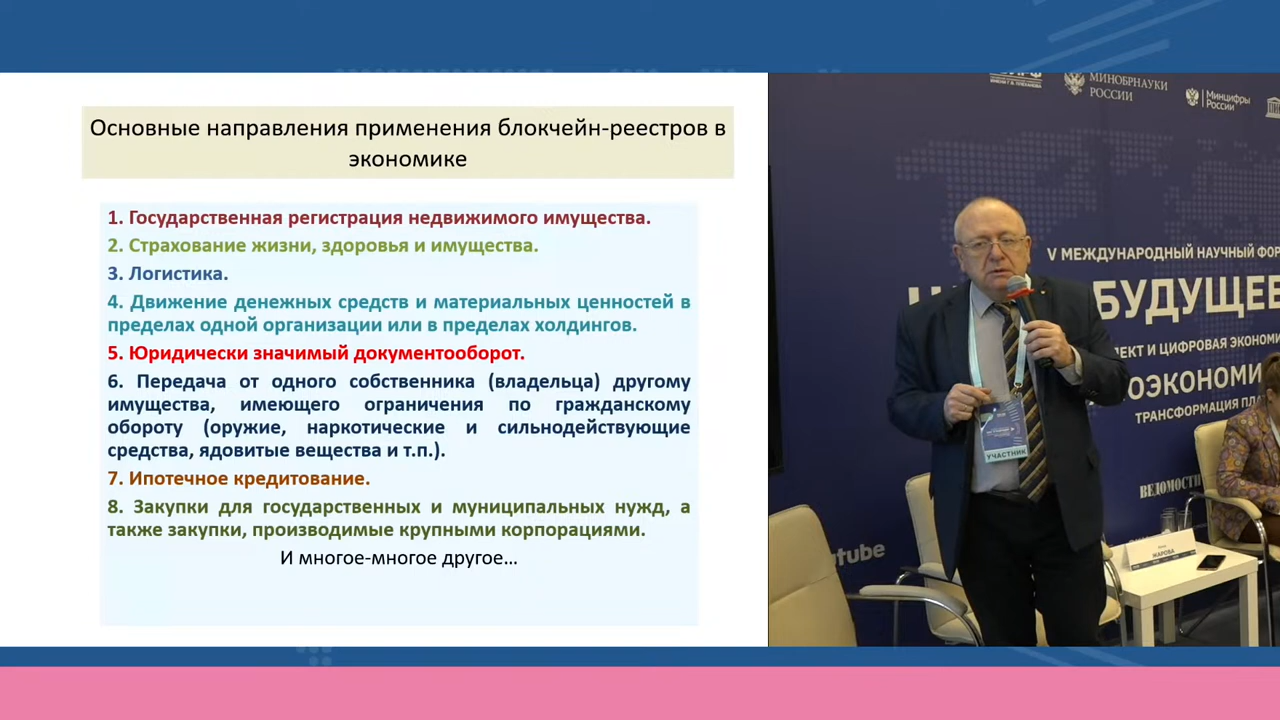 Основные направления применения блокчейн-реестров в
экономике
1. Государственная регистрация недвижимого имущества.
2. Страхование жизни, здоровья и имущества.
3. Логистика.
4. Движение денежных средств и материальных ценностей в
пределах одной организации или в пределах холдингов.
5. Юридически значимый документооборот.
6. Передача от одного собственника (владельца) другому
имущества, имеющего ограничения по гражданскому
обороту (оружие, наркотические и сильнодействующие
средства, ядовитые вещества и т.п.).
7. Ипотечное кредитование.
8. Закупки для государственных и муниципальных нужд, а
также закупки, производимые крупными корпорациями.
И многое-многое другое...
МИНОБРНАУКИ
РОССИИ
Минцифры
России
V МЕЖДУНАРОДНЫЙ НАУЧНЫЙ ФОР
БУДУЩЕЕ
ЛЕКТ И ЦИФРОВАЯ ЭКОНОМИ
ОЭКОНОМИ
ТРАНСФОРМАЦИЯ ПЛА
ВЕДОМОСТИ
utube
УЧАСТНИК
ЖАРОВА